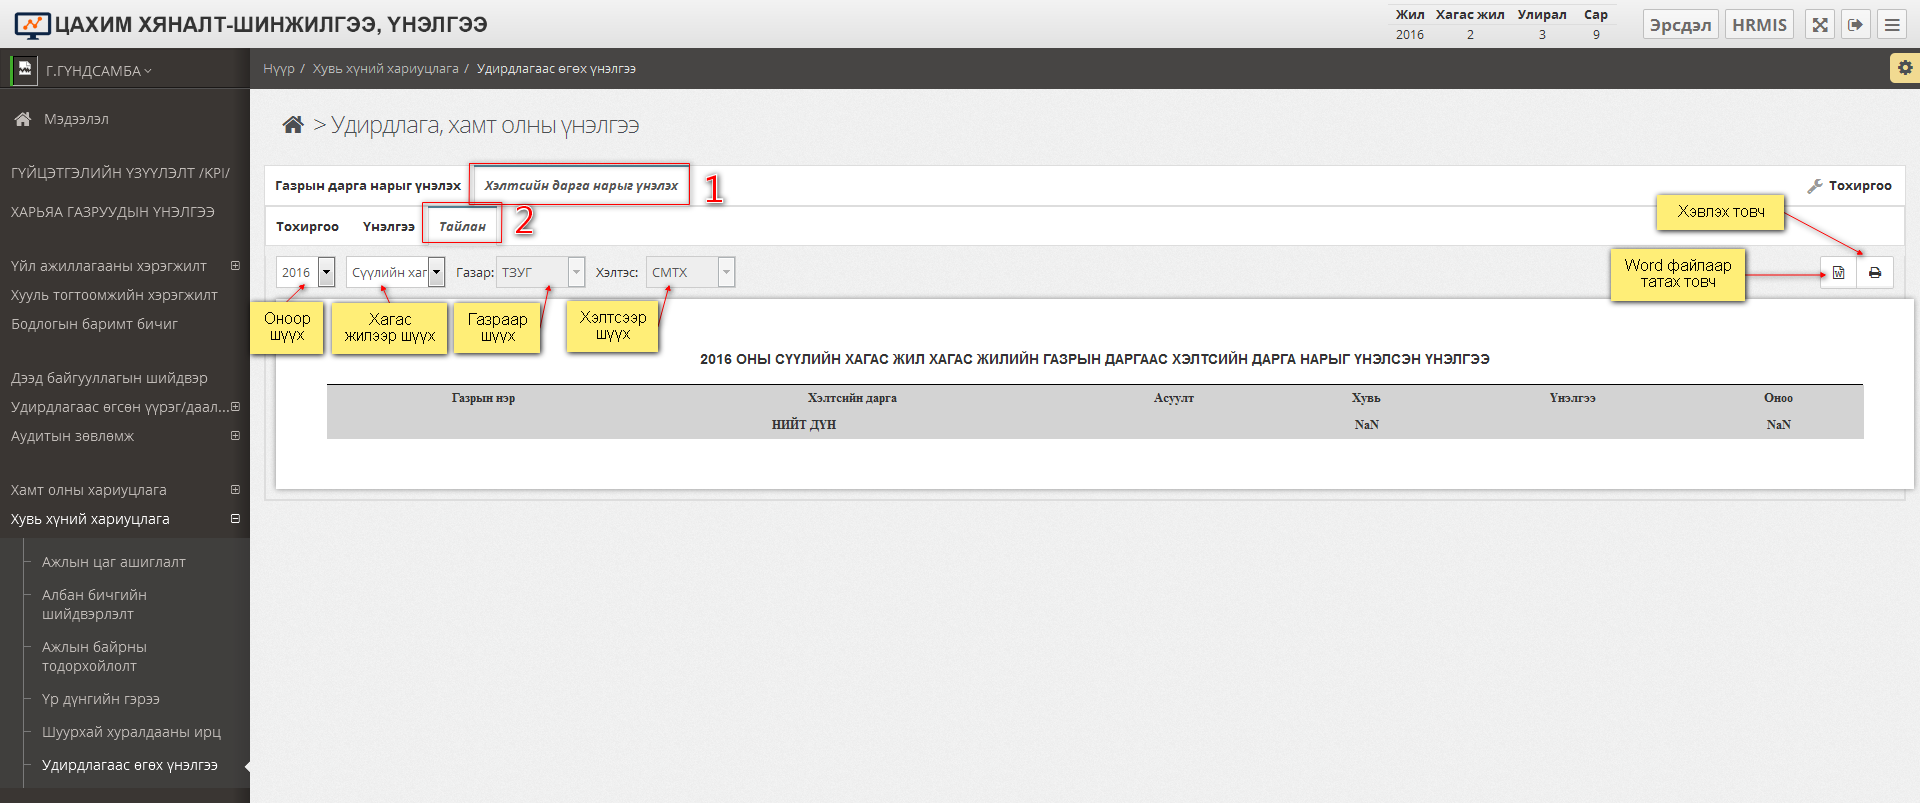 ЦАХИМ ХЯНАЛТ-ШИНЖИЛГЭЭ, ҮНЭЛГЭЭ
Жил Хагас жил Улирал Сар
2016 2 3 9
Эрсдэл HRMIS
Г.ГҮНДСАМБА
Нүүр / Хувь хүний хариуцлага / Удирдлагаас өгөх үнэлгээ
Мэдээлэл
ГҮЙЦЭТГЭЛИЙН ҮЗҮҮЛЭЛТ /KPI/
ХАРЬЯА ГАЗРУУДЫН ҮНЭЛГЭЭ
Үйл ажиллагааны хэрэгжилт
Хууль тогтоомжийн хэрэгжилт
Бодлогын баримт бичиг
Дээд байгууллагын шийдвэр
Удирдлагаас өгсөн үүрэг/даал...
Аудитын зөвлөмж
Хамт олны хариуцлага
Хувь хүний хариуцлага
Ажлын цаг ашиглалт
Албан бичгийн
шийдвэрлэлт
Ажлын байрны
тодорхойлолт
Үр дүнгийн гэрээ
Шуурхай хуралдааны ирц
Удирдлагаас өгөх үнэлгээ
> Удирдлага, хамт олны үнэлгээ
Газрын дарга нарыг үнэлэх Хэлтсийн дарга нарыг үнэлэх 1 Тохиргоо
Тохиргоо Үнэлгээ Тайлан 2
Хэвлэх товч
2016 Сүүлийн хаг Газар: ТЗУГ Хэлтэс: СМТХ
Word файлаар
татах товч
Оноор
шүүх
Хагас
жилээр шүүх
Газраар
шүүх
Хэлтсээр
шүүх
2016 ОНЫ СҮҮЛИЙН ХАГАС ЖИЛ ХАГАС ЖИЛИЙН ГАЗРЫН ДАРГААС ХЭЛТСИЙН ДАРГА НАРЫГ ҮНЭЛСЭН ҮНЭЛГЭЭ
Газрын нэр Хэлтсийн дарга Асуулт Хувь Үнэлгээ Оноо
НИЙТ ДҮН NaN NaN